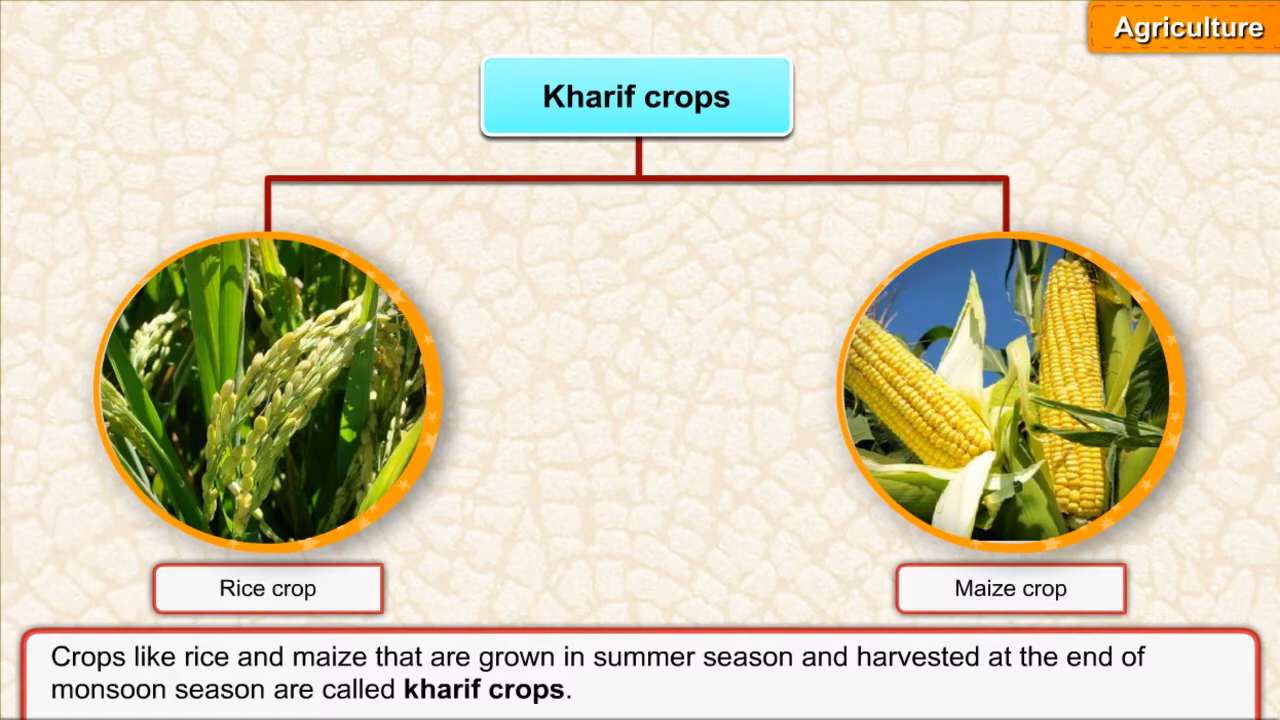 Agriculture
Kharif crops
Rice crop
Maize crop
Crops like rice and maize that are grown in summer season and harvested at the end of
monsoon season are called kharif crops.